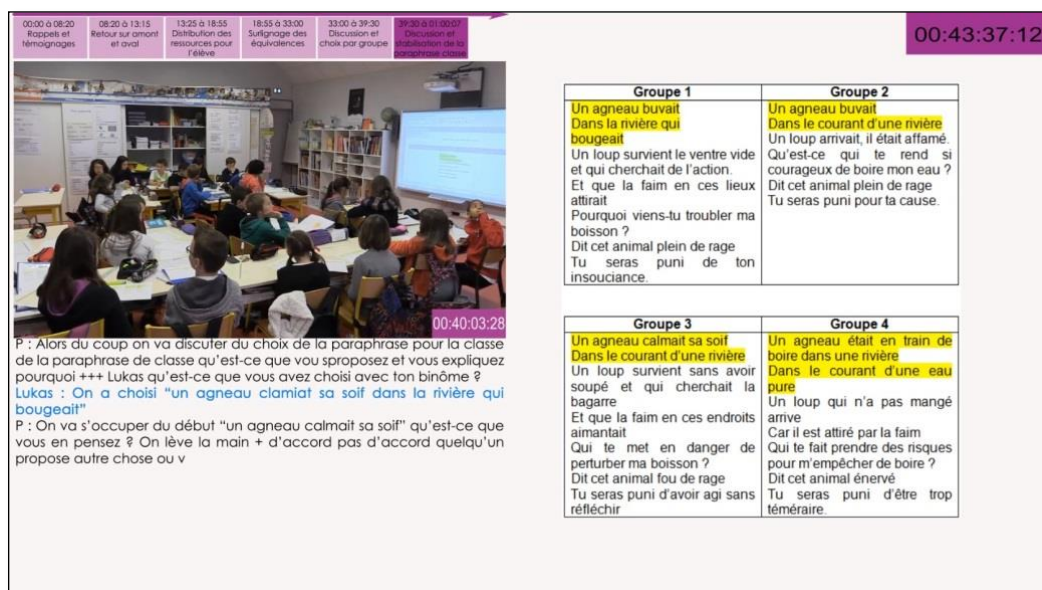 00:00 à 08:20
Rappels et
témoignages
08:20 à 13:15
Retour sur amont
et aval
13:25 à 18:55
Distribution des
ressources pour
l'élève
18:55 à 33:00
Surlignage des
équivalences
33:00 à 39:30
Discussion et
choix par groupe
39:30 à 01:00:07
Discussion et
stabilisation de la
paraphrase classe
00:43:37:12
00:40:03:28
P : Alors du coup on va discuter du choix de la paraphrase pour la classe
de la paraphrase de classe qu'est-ce que vou sproposez et vous expliquez
pourquoi +++ Lukas qu'est-ce que vous avez choisi avec ton binôme ?
Lukas : On a choisi “un agneau clamiat sa soif dans la rivière qui
bougeait”
P : On va s'occuper du début “un agneau calmait sa soif” qu'est-ce que
vous en pensez ? On lève la main + d'accord pas d'accord quelqu'un
propose autre chose ou v
Groupe 1
Un agneau buvait
Dans la rivière qui
bougeait
Un loup survient le ventre vide
et qui cherchait de l'action.
Et que la faim en ces lieux
attirait
Pourquoi viens-tu troubler ma
boisson ?
Dit cet animal plein de rage
Tu seras puni de ton
insouciance.
Groupe 2
Un agneau buvait
Dans le courant d'une rivière
Un loup arrivait, il était affamé.
Qu'est-ce qui te rend si
courageux de boire mon eau ?
Dit cet animal plein de rage
Tu seras puni pour ta cause.
Groupe 3
Un agneau calmait sa soif
Dans le courant d'une rivière
Un loup survient sans avoir
soupé et qui cherchait la
bagarre
Et que la faim en ces endroits
aimantait
Qui te met en danger de
perturber ma boisson ?
Dit cet animal fou de rage
Tu seras puni d'avoir agi sans
réfléchir
Groupe 4
Un agneau était en train de
boire dans une rivière
Dans le courant d'une eau
pure
Un loup qui n'a pas mangé
arrive
Car il est attiré par la faim
Qui te fait prendre des risques
pour m'empêcher de boire ?
Dit cet animal énervé
Tu seras puni d'être trop
téméraire.